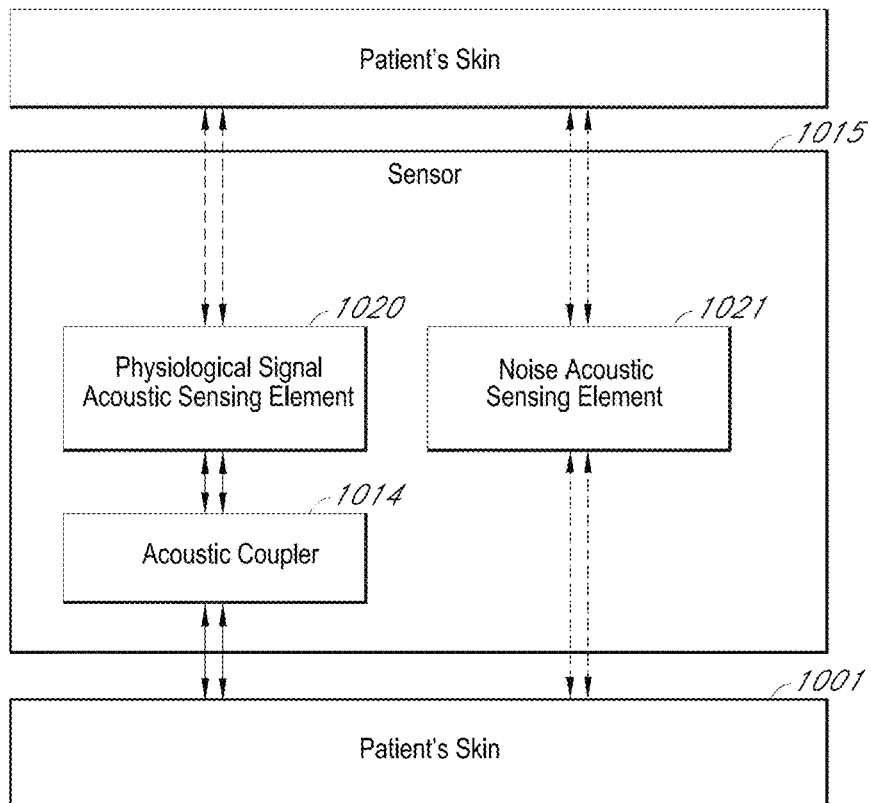 Patient's Skin
1015
Sensor
1020
1021
Physiological Signal
Acoustic Sensing Element
Noise Acoustic
Sensing Element
1014
Acoustic Coupler
1001
Patient's Skin